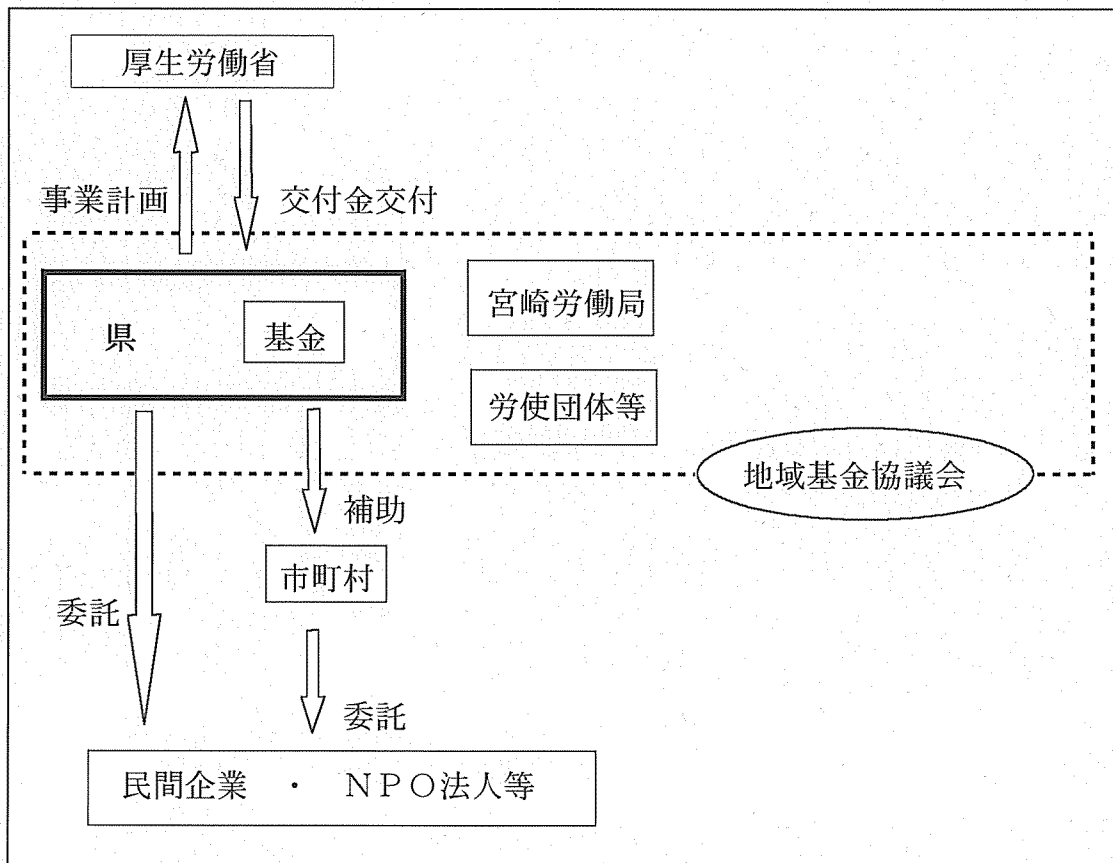 厚生労働省
事業計画
交付金交付
県
基金
宮崎労働局
労使団体等
地域基金協議会
補助
市町村
委託
委託
民間企業 ・ ＮＰＯ法人等